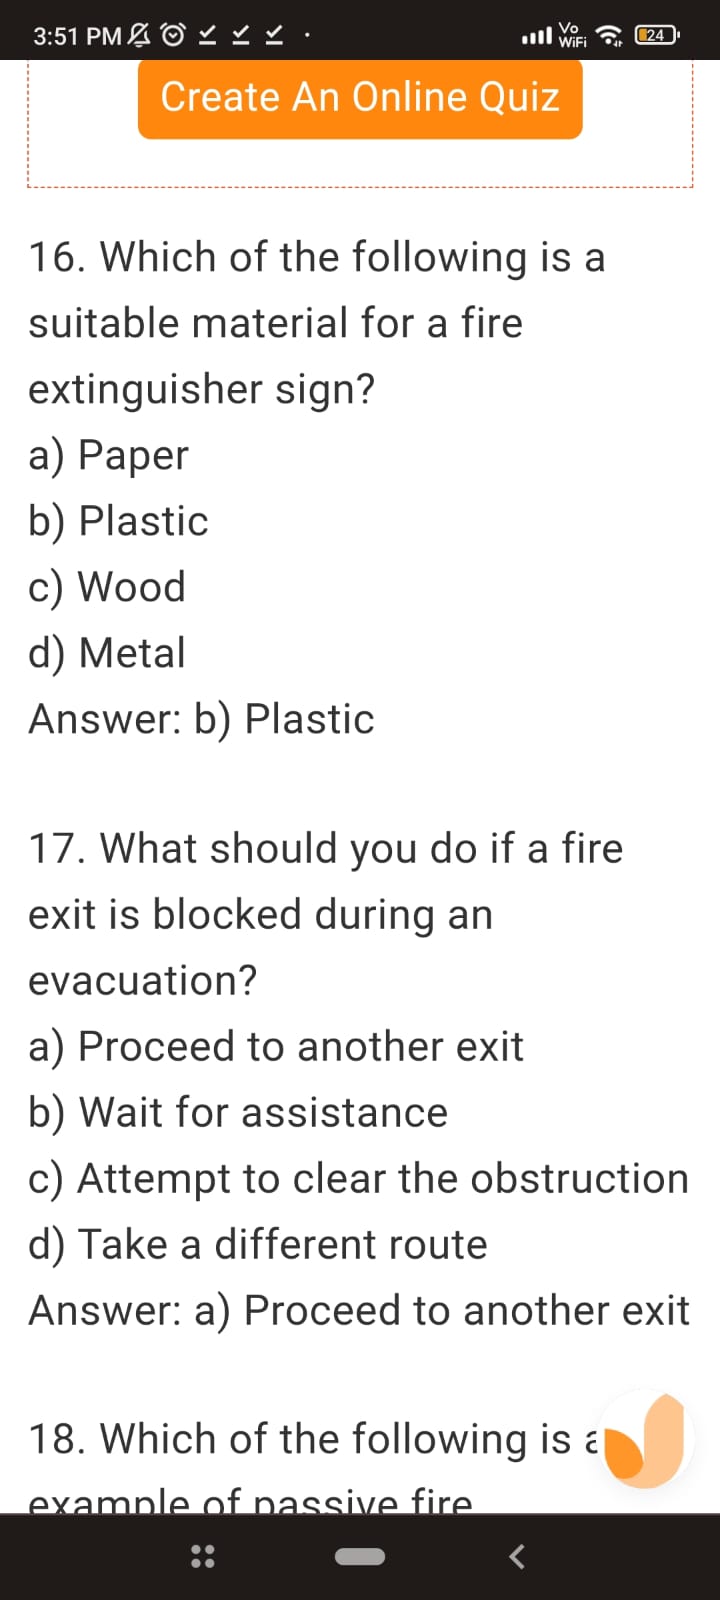 3:51 PM
Vo
WiFi
24
Create An Online Quiz
16. Which of the following is a
suitable material for a fire
extinguisher sign?
a) Paper
b) Plastic
c) Wood
d) Metal
Answer: b) Plastic
17. What should you do if a fire
exit is blocked during an
evacuation?
a) Proceed to another exit
b) Wait for assistance
c) Attempt to clear the obstruction
d) Take a different route
Answer: a) Proceed to another exit
18. Which of the following is
example of passive fire